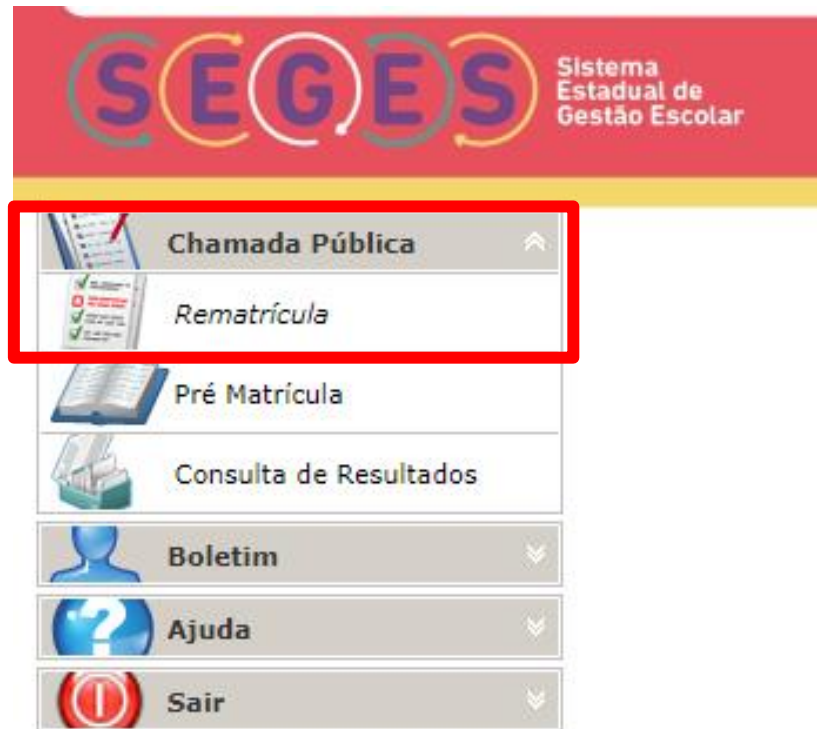 SEGES
Sistema
Estadual de
Gestão Escolar
Chamada Pública
Rematrícula
Pré Matrícula
Consulta de Resultados
Boletim
?
Ajuda
Sair